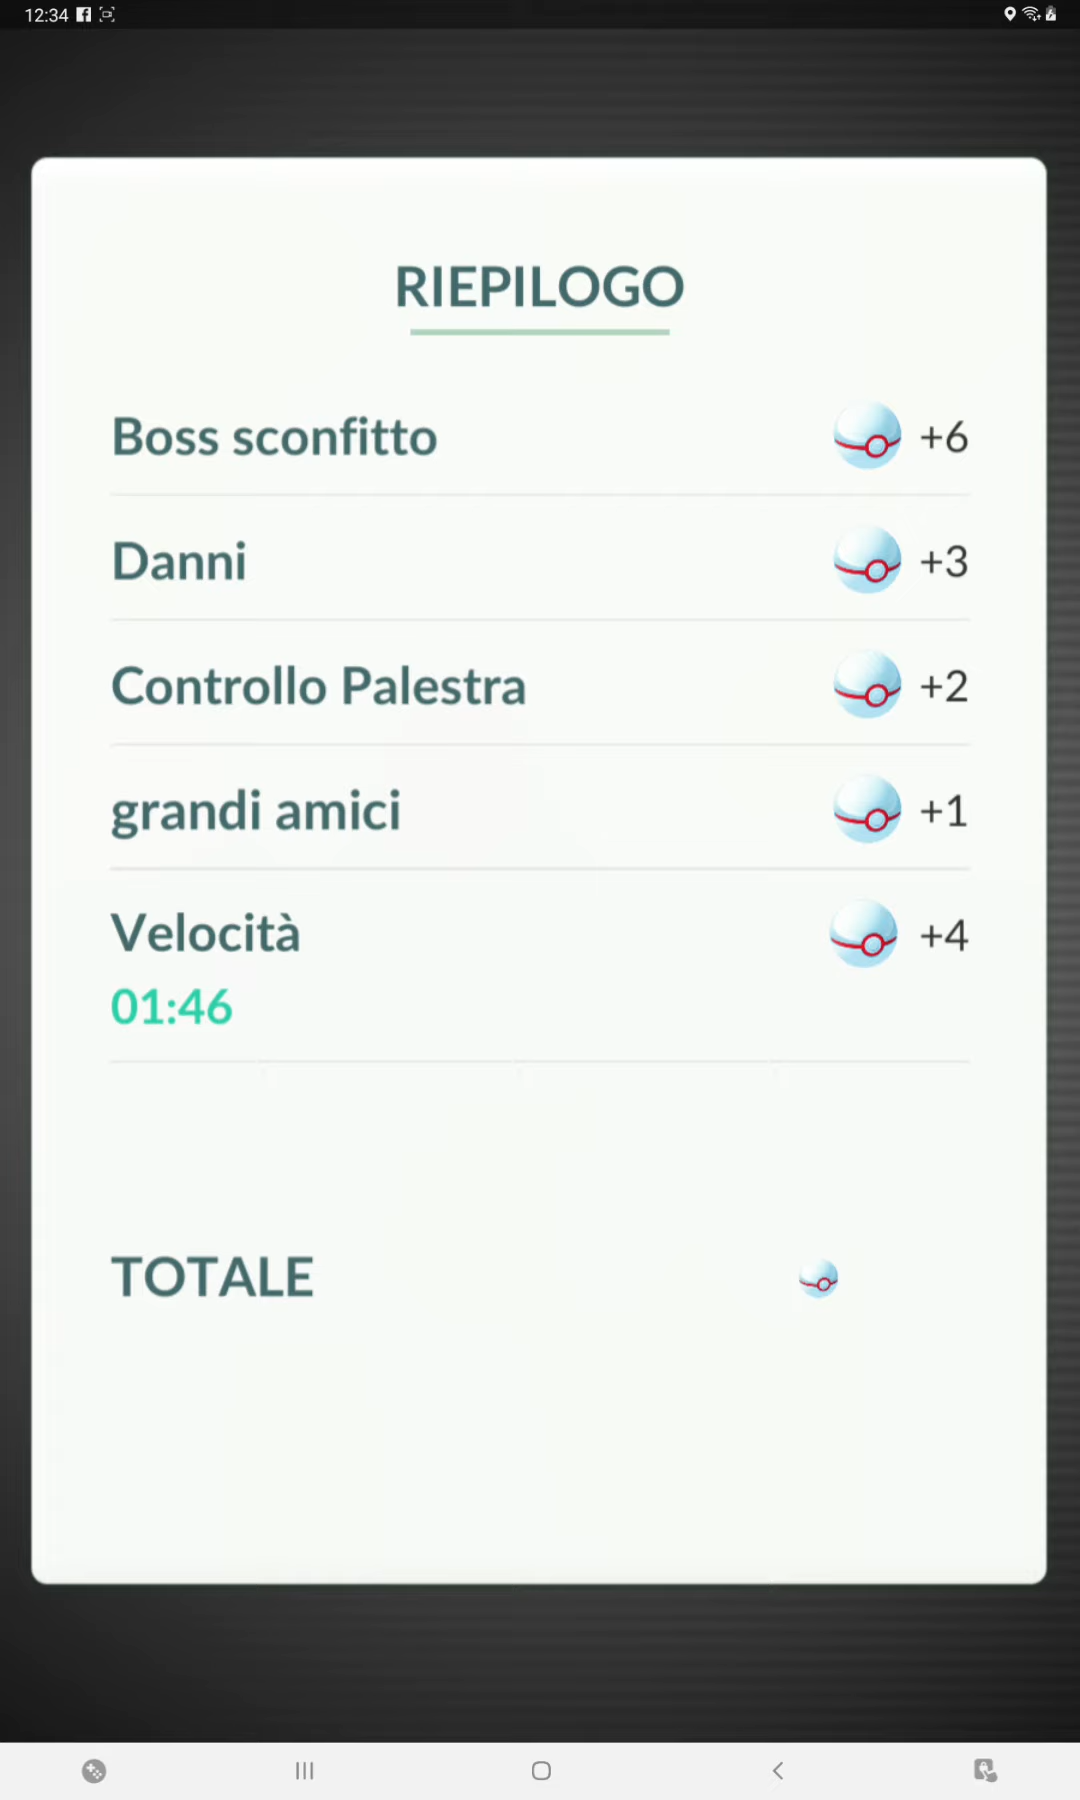 12:34
RIEPILOGO
Boss sconfitto +6
Danni +3
Controllo Palestra +2
grandi amici +1
Velocità +4
01:46
TOTALE